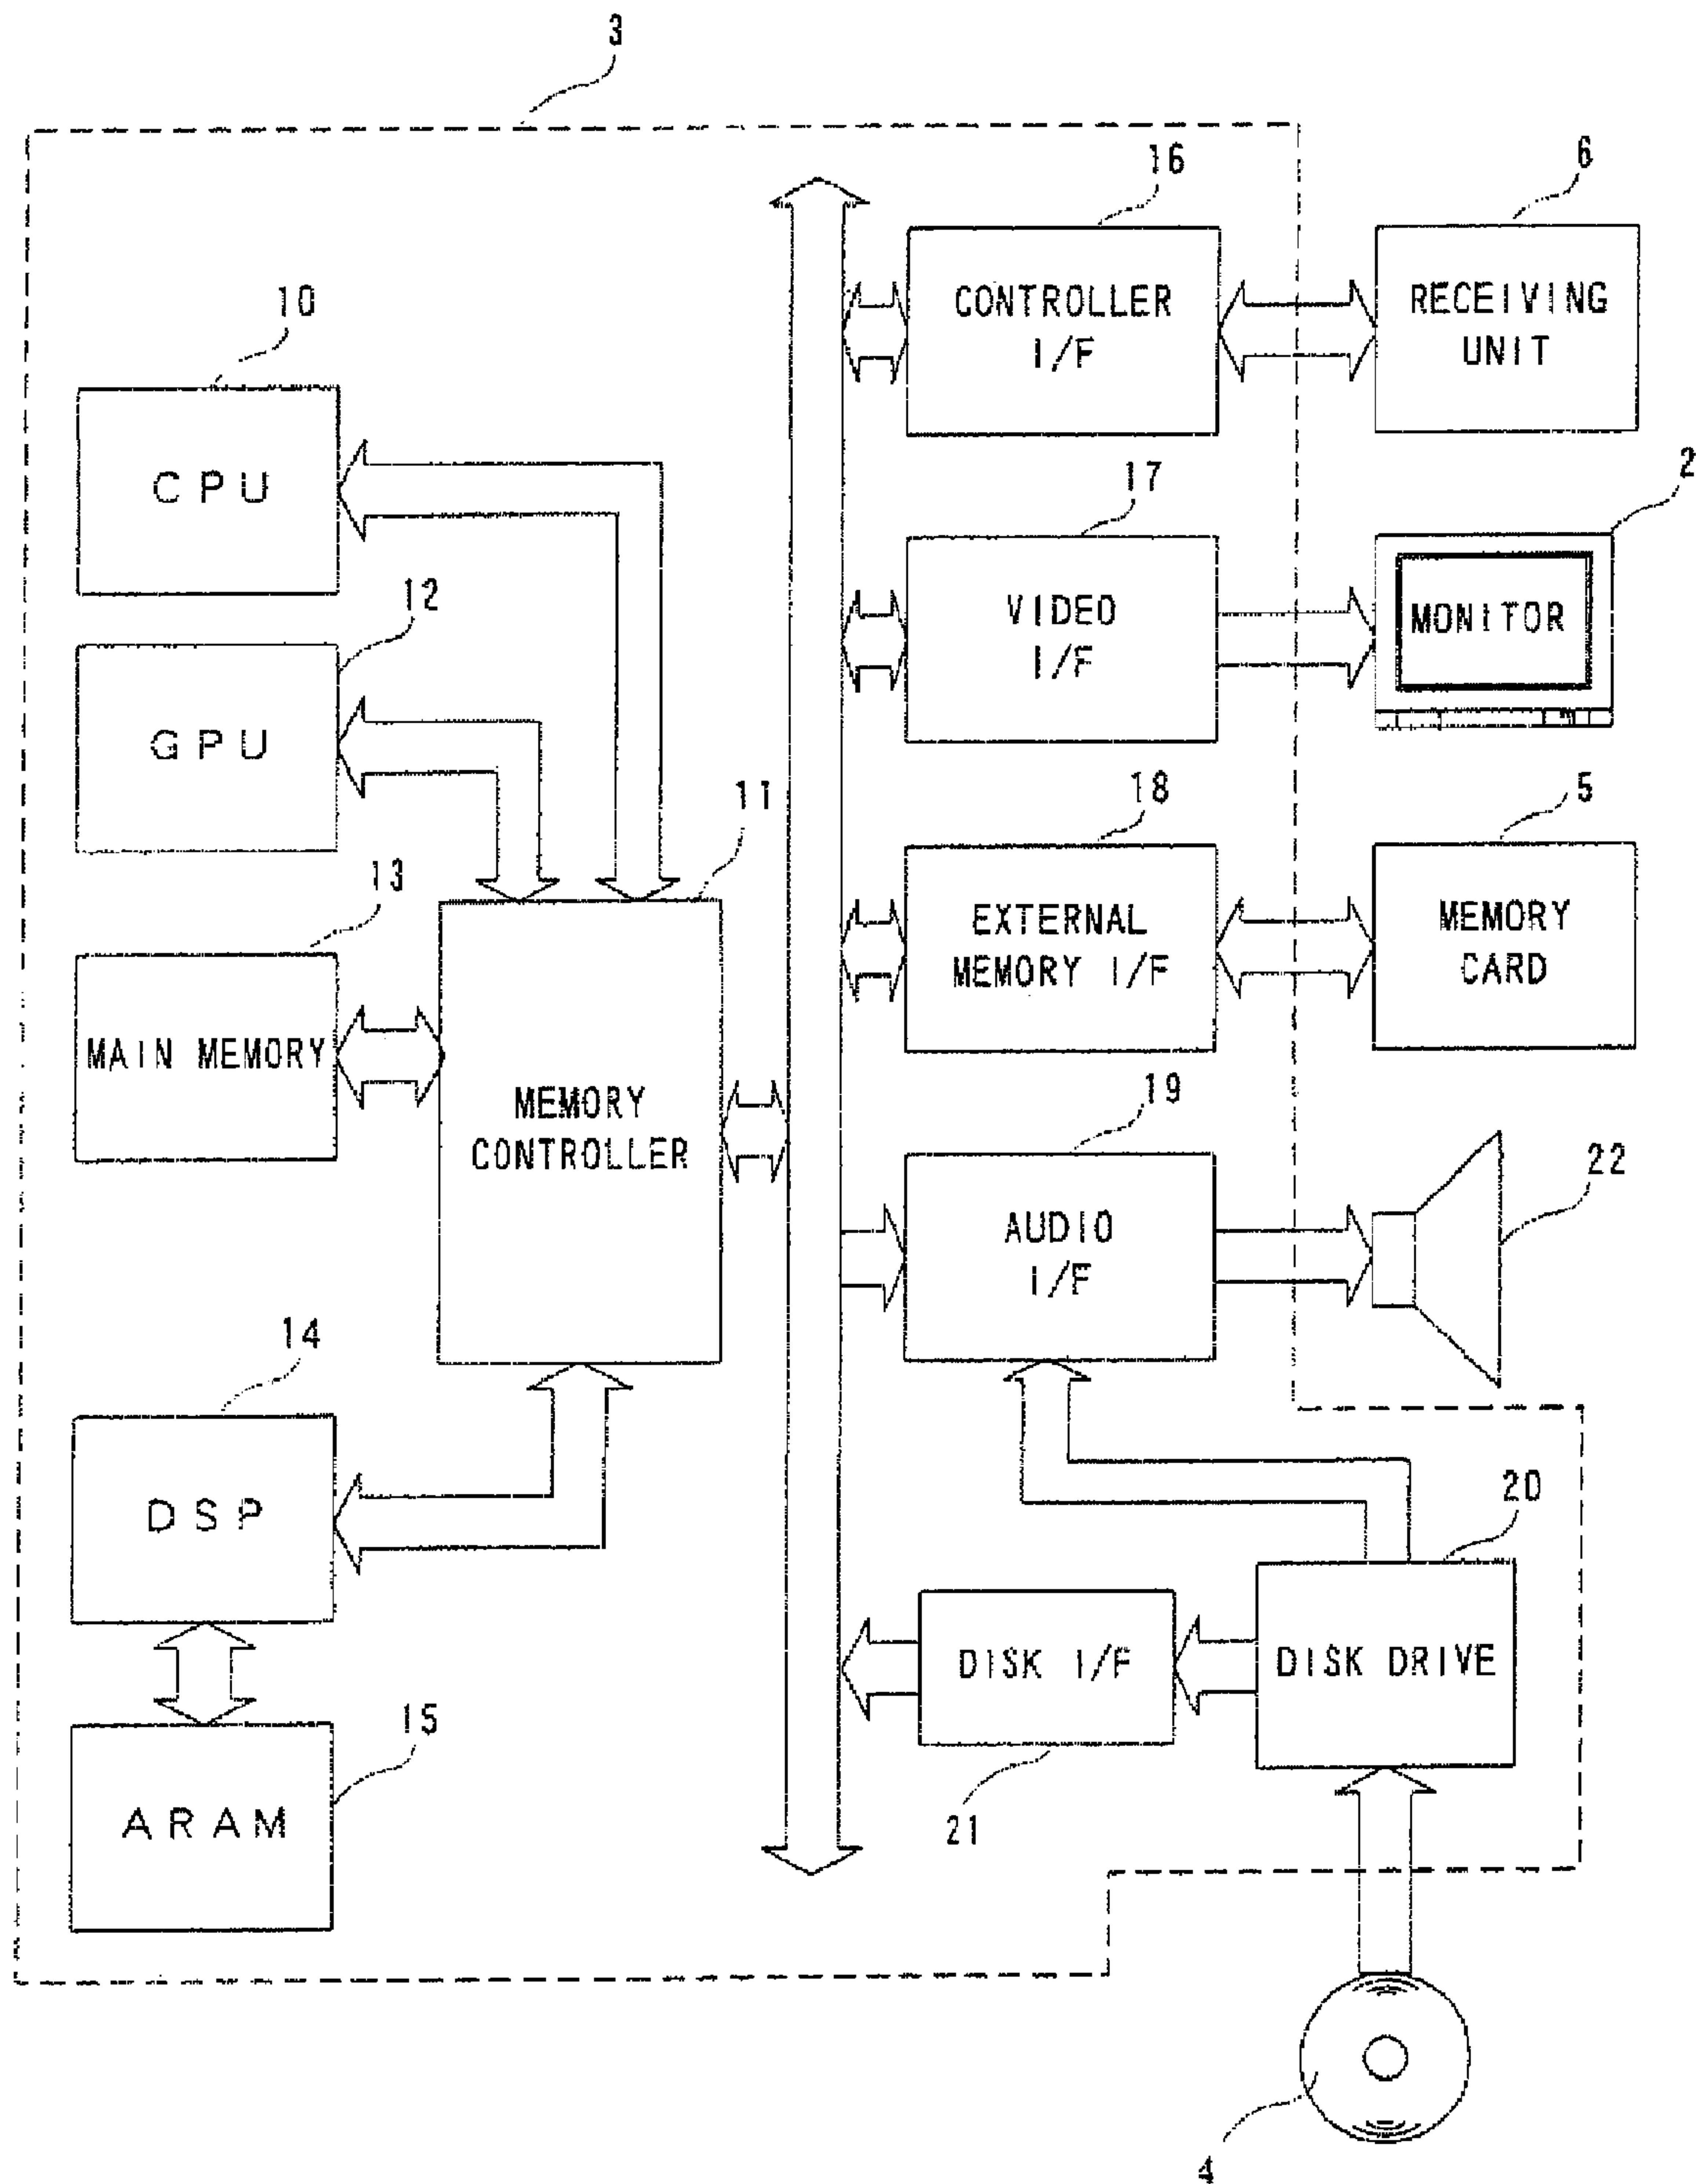 3
16
6
CONTROLLER
I/F
RECEIVING
UNIT
10
CPU
17
2
VIDEO
I/F
MONITOR
12
GPU
11
18
5
EXTERNAL
MEMORY I/F
MEMORY
CARD
13
MAIN MEMORY
MEMORY
CONTROLLER
19
22
AUDIO
I/F
14
DSP
20
DISK I/F
DISK DRIVE
21
15
ARAM
4